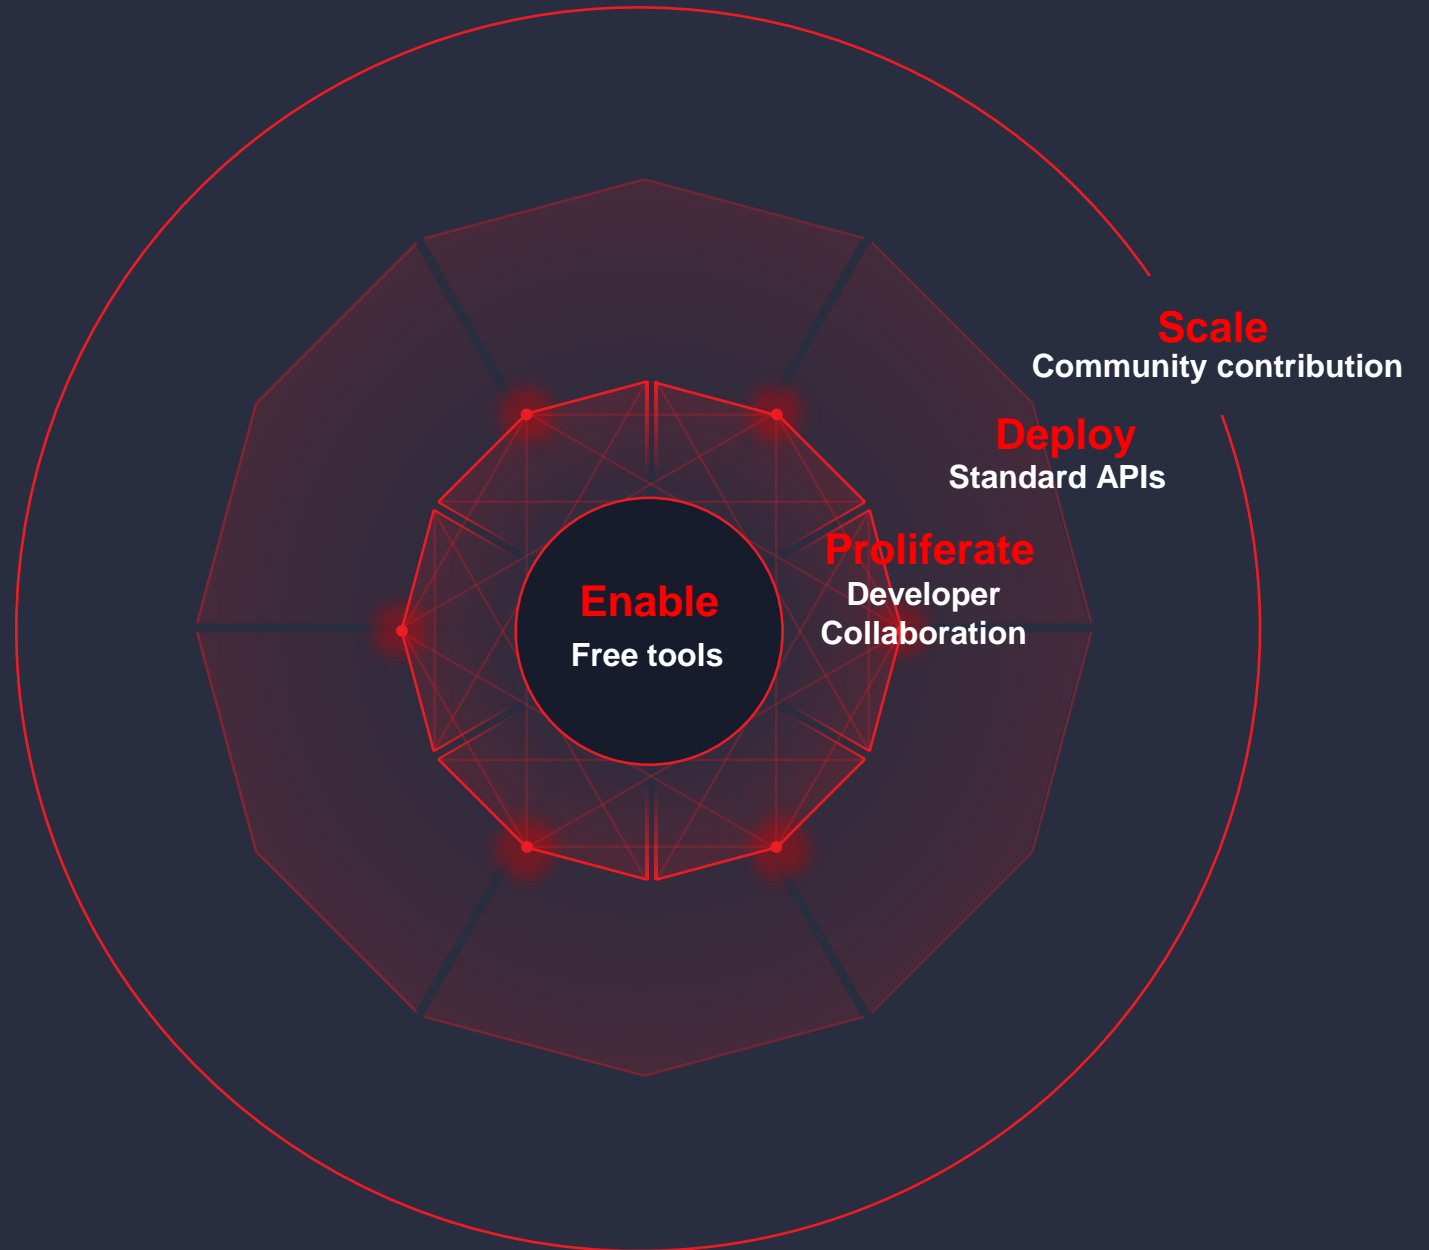 Scale
Community contribution
Deploy
Standard APIs
Proliferate
Developer
Collaboration
Enable
Free tools